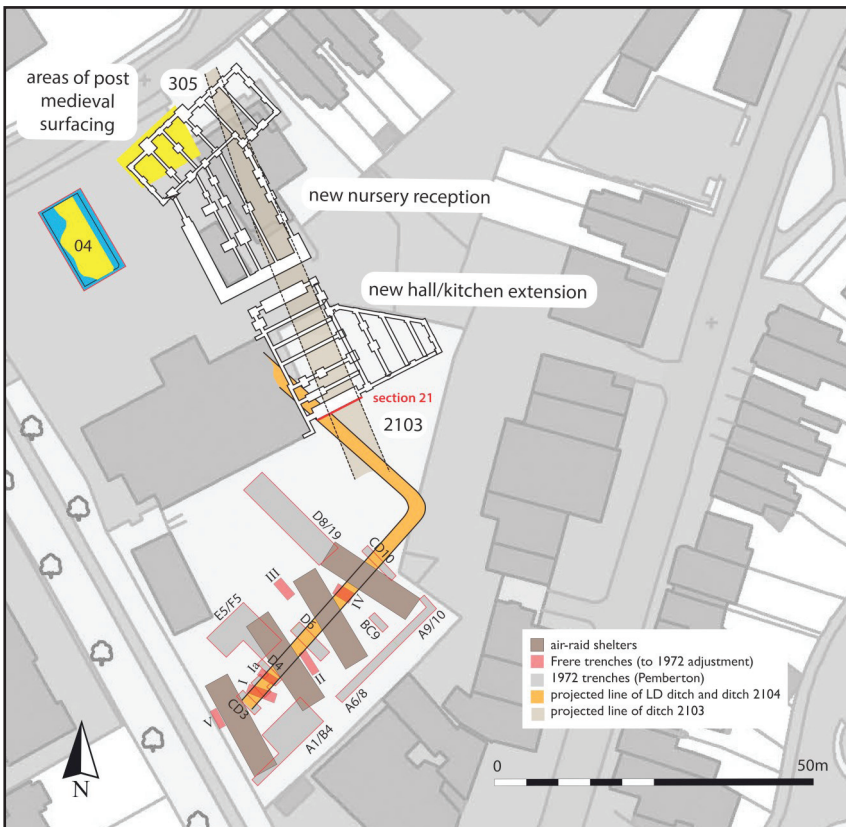 areas of post
medieval
surfacing
305
04
new nursery reception
new hall/kitchen extension
section 21
2103
D8/19
CD10
III
IV
E5/F5
D6
BC9
A9/10
Ia
D4
I
II
V
CD3
A6/8
A1/B4
air-raid shelters
Frere trenches (to 1972 adjustment)
1972 trenches (Pemberton)
projected line of LD ditch and ditch 2104
projected line of ditch 2103
N
0
50m